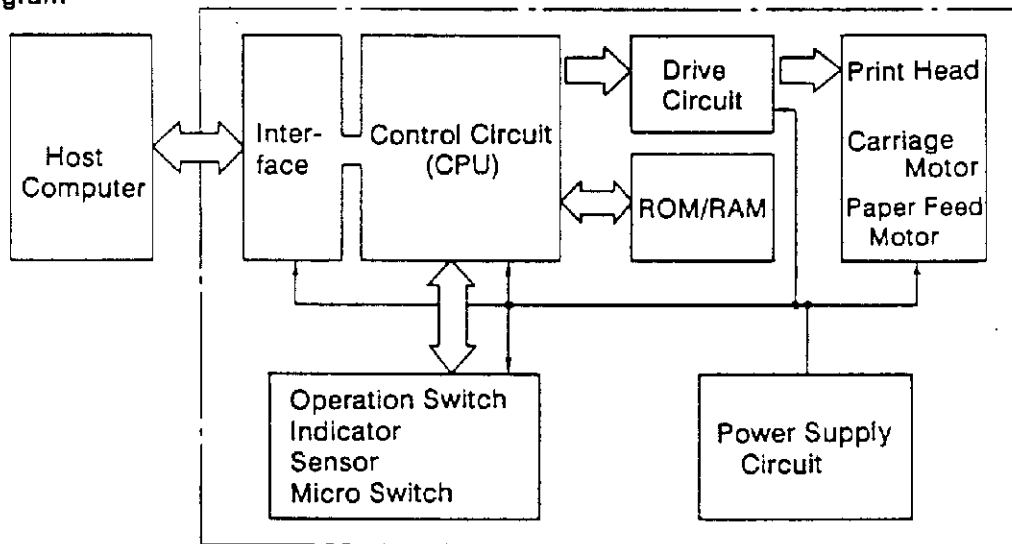 Host
Computer
Inter-
face
Control Circuit
(CPU)
Drive
Circuit
ROM/RAM
Print Head
Carriage
Motor
Paper Feed
Motor
Operation Switch
Indicator
Sensor
Micro Switch
Power Supply
Circuit